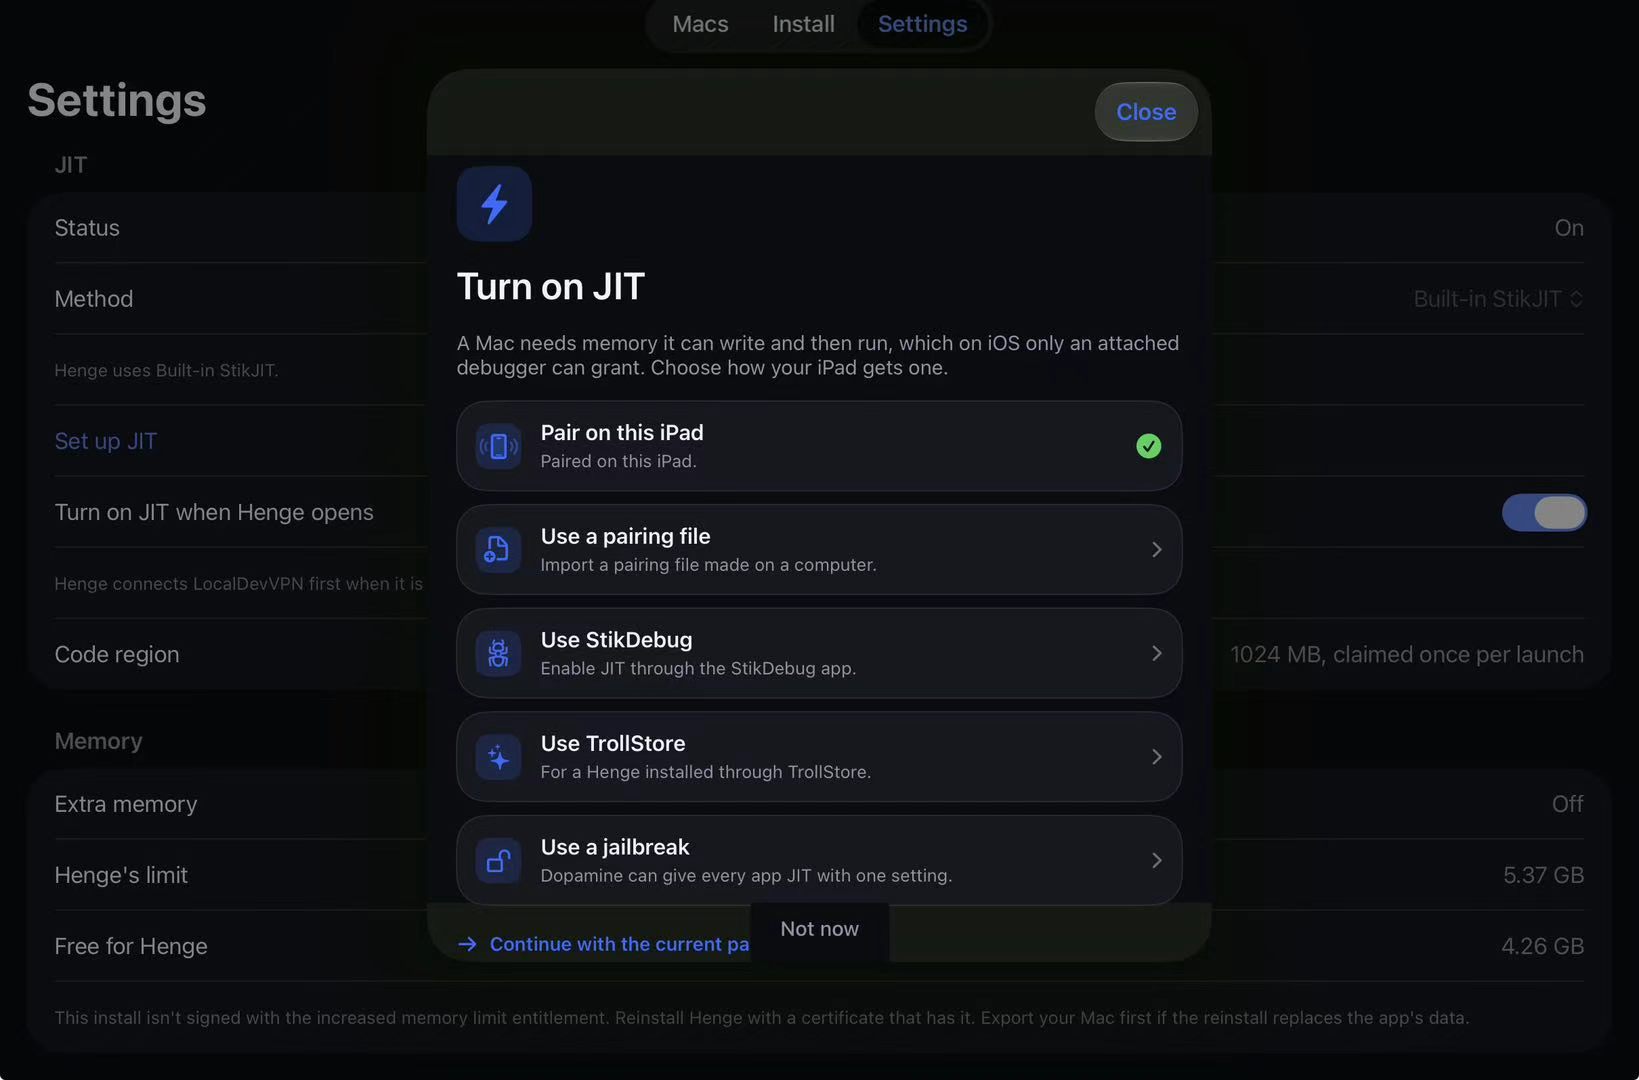 Macs
Install
Settings
Settings
Close
JIT
Status
On
Method
Built-in StikJIT
Henge uses Built-in StikJIT.
Set up JIT
Turn on JIT when Henge opens
Henge connects LocalDevVPN first when it is
Code region
1024 MB, claimed once per launch
Memory
Extra memory
Off
Henge's limit
5.37 GB
Free for Henge
4.26 GB
This install isn't signed with the increased memory limit entitlement. Reinstall Henge with a certificate that has it. Export your Mac first if the reinstall replaces the app's data.
Turn on JIT
A Mac needs memory it can write and then run, which on iOS only an attached
debugger can grant. Choose how your iPad gets one.
Pair on this iPad
Paired on this iPad.
Use a pairing file
Import a pairing file made on a computer.
Use StikDebug
Enable JIT through the StikDebug app.
Use TrollStore
For a Henge installed through TrollStore.
Use a jailbreak
Dopamine can give every app JIT with one setting.
Continue with the current pa
Not now